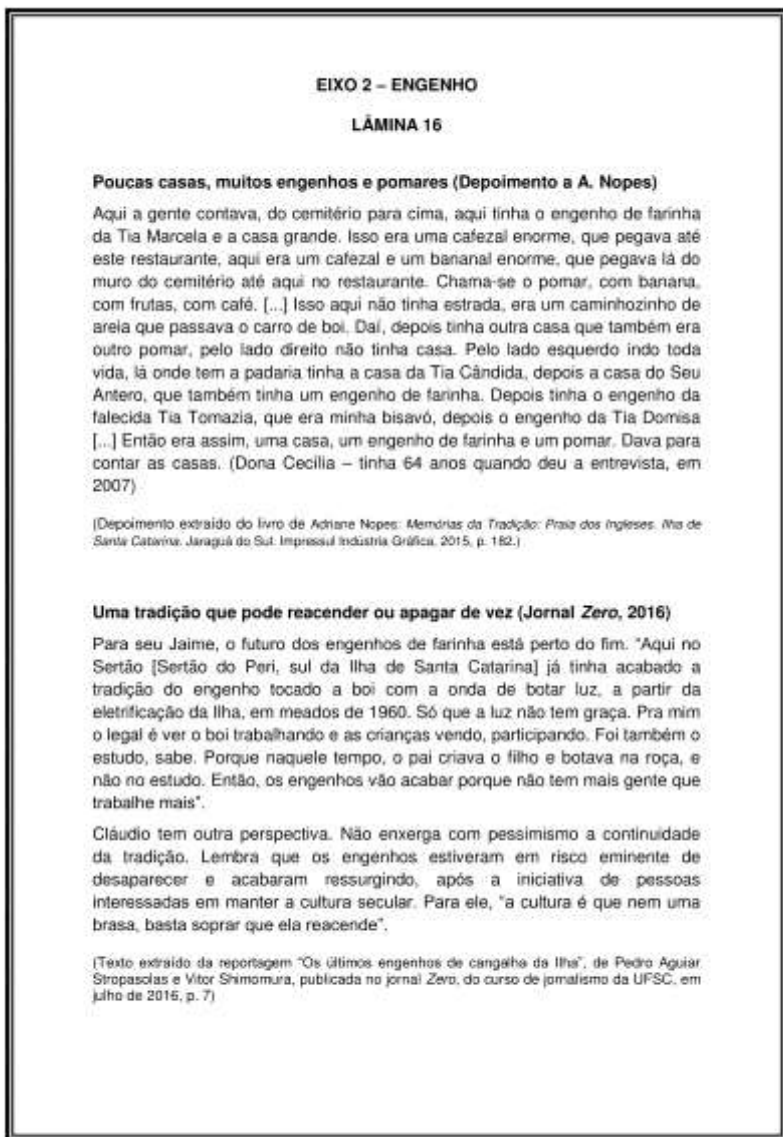 EIXO 2 – ENGENHO
LÂMINA 16
Poucas casas, muitos engenhos e pomares (Depoimento a A. Nopes)
Aqui a gente contava, do cemitério para cima, aqui tinha o engenho de farinha
da Tia Marcela e a casa grande. Isso era uma cafezal enorme, que pegava até
este restaurante, aqui era um cafezal e um bananal enorme, que pegava lá do
muro do cemitério até aqui no restaurante. Chama-se o pomar, com banana,
com frutas, com café. [...] Isso aqui não tinha estrada, era um caminhozinho de
areia que passava o carro de boi. Daí, depois tinha outra casa que também era
outro pomar, pelo lado direito não tinha casa. Pelo lado esquerdo indo toda
vida, lá onde tem a padaria tinha a casa da Tia Cândida, depois a casa do Seu
Antero, que também tinha um engenho de farinha. Depois tinha o engenho da
falecida Tia Tomazia, que era minha bisavó, depois o engenho da Tia Domisa
[...] Então era assim, uma casa, um engenho de farinha e um pomar. Dava para
contar as casas. (Dona Cecília – tinha 64 anos quando deu a entrevista, em
2007)
(Depoimento extraído do livro de Adriane Nopes: Memórias da Tradição: Praia dos Ingleses. Ilha de
Santa Catarina. Jaraguá do Sul: Impressul Indústria Gráfica, 2015, p. 182.)
Uma tradição que pode reacender ou apagar de vez (Jornal Zero, 2016)
Para seu Jaime, o futuro dos engenhos de farinha está perto do fim. “Aqui no
Sertão [Sertão do Peri, sul da Ilha de Santa Catarina] já tinha acabado a
tradição do engenho tocado a boi com a onda de botar luz, a partir da
eletrificação da Ilha, em meados de 1960. Só que a luz não tem graça. Pra mim
o legal é ver o boi trabalhando e as crianças vendo, participando. Foi também o
estudo, sabe. Porque naquele tempo, o pai criava o filho e botava na roça, e
não no estudo. Então, os engenhos vão acabar porque não tem mais gente que
trabalhe mais”.
Cláudio tem outra perspectiva. Não enxerga com pessimismo a continuidade
da tradição. Lembra que os engenhos estiveram em risco eminente de
desaparecer e acabaram ressurgindo, após a iniciativa de pessoas
interessadas em manter a cultura secular. Para ele, “a cultura é que nem uma
brasa, basta soprar que ela reacende”.
(Texto extraído da reportagem “Os últimos engenhos de cangalha da Ilha”, de Pedro Aguiar
Stropasolas e Vitor Shimomura, publicada no jornal Zero, do curso de jornalismo da UFSC, em
julho de 2016, p. 7)